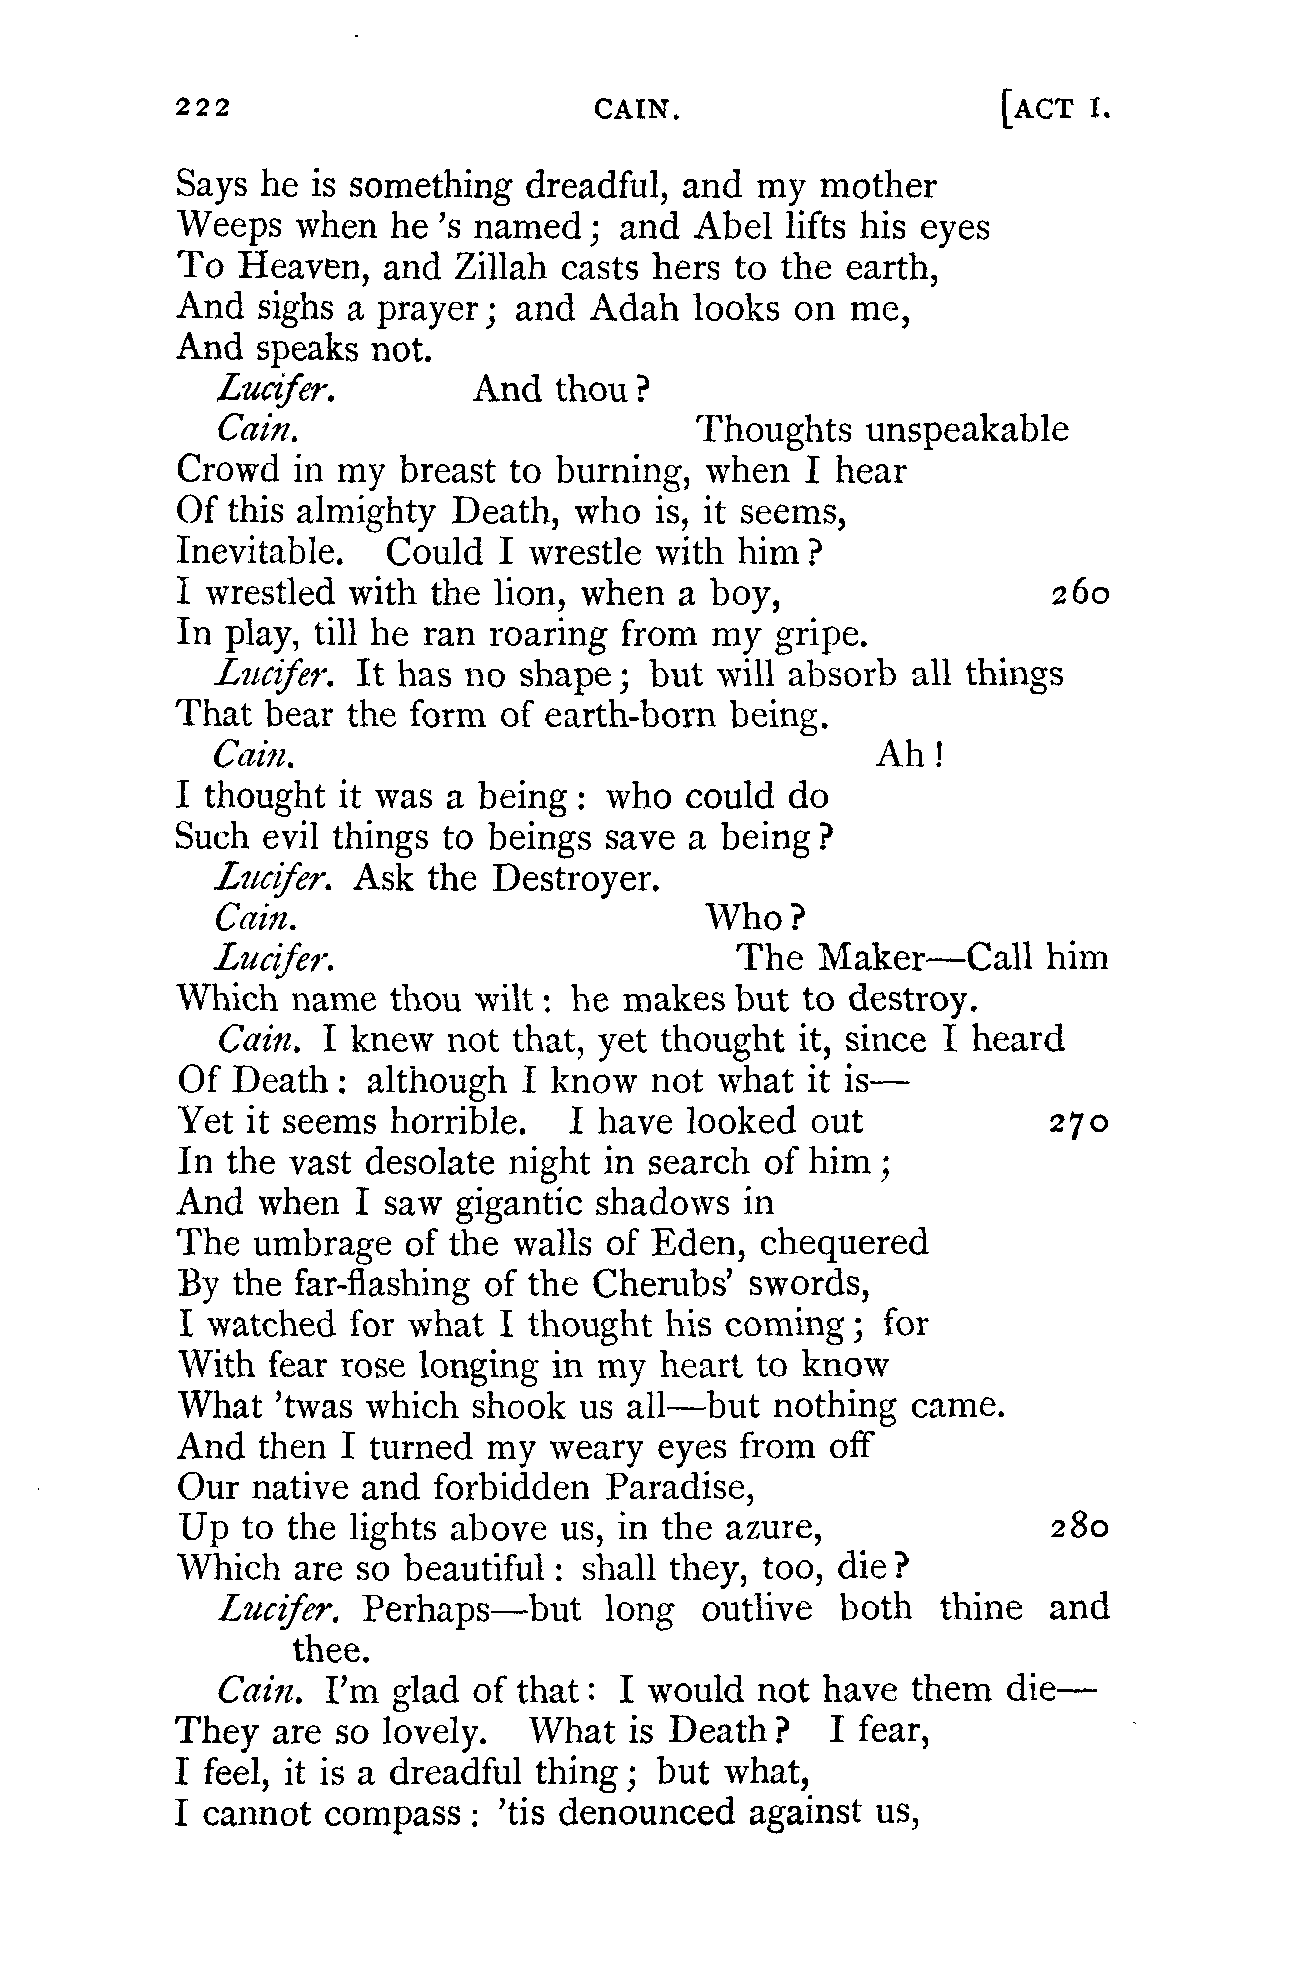 222 CAIN. [ACT I.
Says he is something dreadful, and my mother
Weeps when he 's named; and Abel lifts his eyes
To Heaven, and Zillah casts hers to the earth,
And sighs a prayer; and Adah looks on me,
And speaks not.
Lucifer. And thou?
Cain. Thoughts unspeakable
Crowd in my breast to burning, when I hear
Of this almighty Death, who is, it seems,
Inevitable. Could I wrestle with him?
I wrestled with the lion, when a boy, 260
In play, till he ran roaring from my gripe.
Lucifer. It has no shape; but will absorb all things
That bear the form of earth-born being.
Cain. Ah!
I thought it was a being: who could do
Such evil things to beings save a being?
Lucifer. Ask the Destroyer.
Cain. Who?
Lucifer. The Maker—Call him
Which name thou wilt: he makes but to destroy.
Cain. I knew not that, yet thought it, since I heard
Of Death: although I know not what it is—
Yet it seems horrible. I have looked out 270
In the vast desolate night in search of him;
And when I saw gigantic shadows in
The umbrage of the walls of Eden, chequered
By the far-flashing of the Cherubs' swords,
I watched for what I thought his coming; for
With fear rose longing in my heart to know
What 'twas which shook us all—but nothing came.
And then I turned my weary eyes from off
Our native and forbidden Paradise,
Up to the lights above us, in the azure, 280
Which are so beautiful: shall they, too, die?
Lucifer. Perhaps—but long outlive both thine and
thee.
Cain. I'm glad of that: I would not have them die—
They are so lovely. What is Death? I fear,
I feel, it is a dreadful thing; but what,
I cannot compass: 'tis denounced against us,